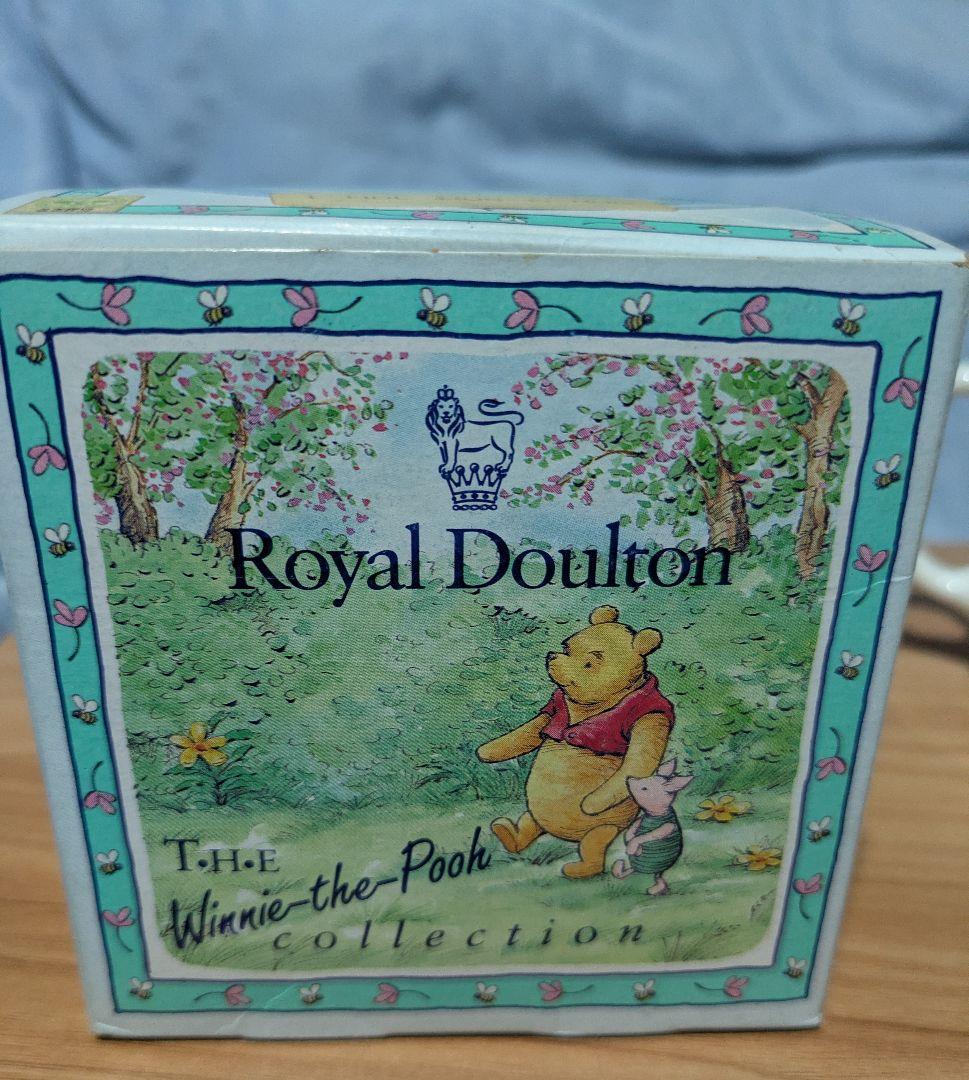 Royal Doulton
T•H•E
Winnie-the-Pooh
collection